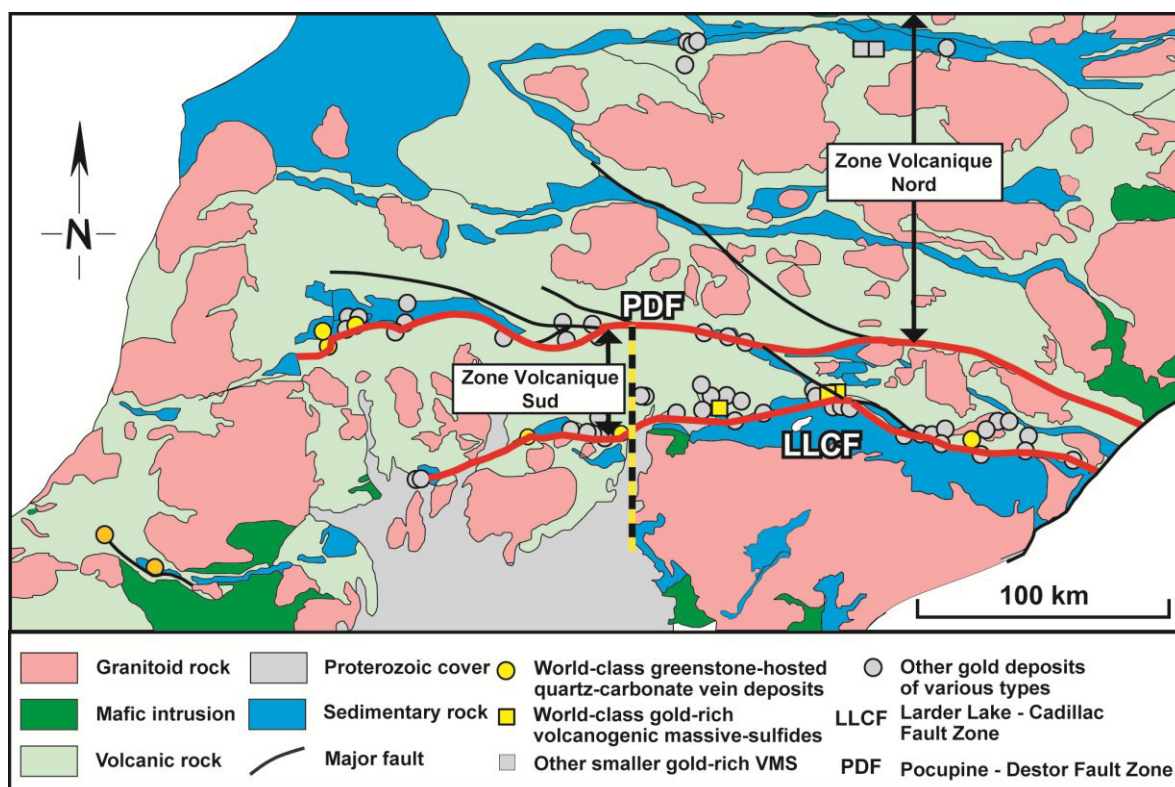 Zone Volcanique
Nord
N
PDF
Zone Volcanique
Sud
LLCF
100 km
Granitoid rock
Mafic intrusion
Volcanic rock
Proterozoic cover
Sedimentary rock
Major fault
World-class greenstone-hosted
quartz-carbonate vein deposits
World-class gold-rich
volcanogenic massive-sulfides
Other smaller gold-rich VMS
Other gold deposits
of various types
LLCF Larder Lake - Cadillac
Fault Zone
PDF Pocupine - Destor Fault Zone